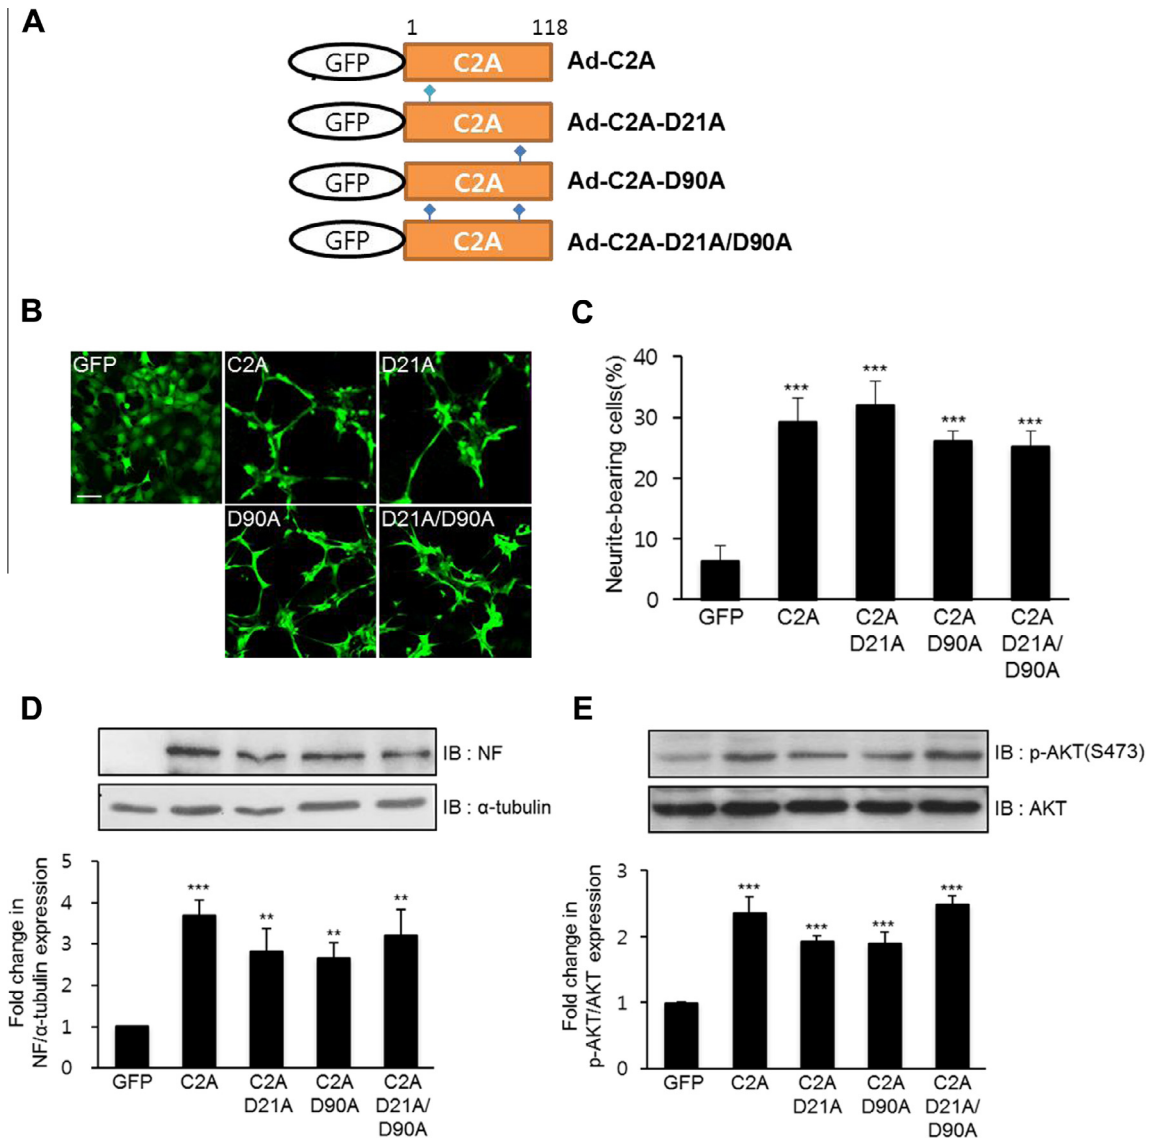 A
1 118
GFP C2A Ad-C2A
GFP C2A Ad-C2A-D21A
GFP C2A Ad-C2A-D90A
GFP C2A Ad-C2A-D21A/D90A
B
GFP C2A D21A
D90A D21A/D90A
C
Neurite-bearing cells(%)
40
30
20
10
0
*** *** *** ***
GFP C2A C2A C2A C2A
D21A D90A D21A/
D90A
D
IB : NF
IB : α-tubulin
Fold change in
NF/α-tubulin expression
5
4
3
2
1
0
*** ** ** **
GFP C2A C2A C2A C2A
D21A D90A D21A/
D90A
E
IB : p-AKT(S473)
IB : AKT
Fold change in
p-AKT/AKT expression
3
2
1
0
*** *** *** ***
GFP C2A C2A C2A C2A
D21A D90A D21A/
D90A